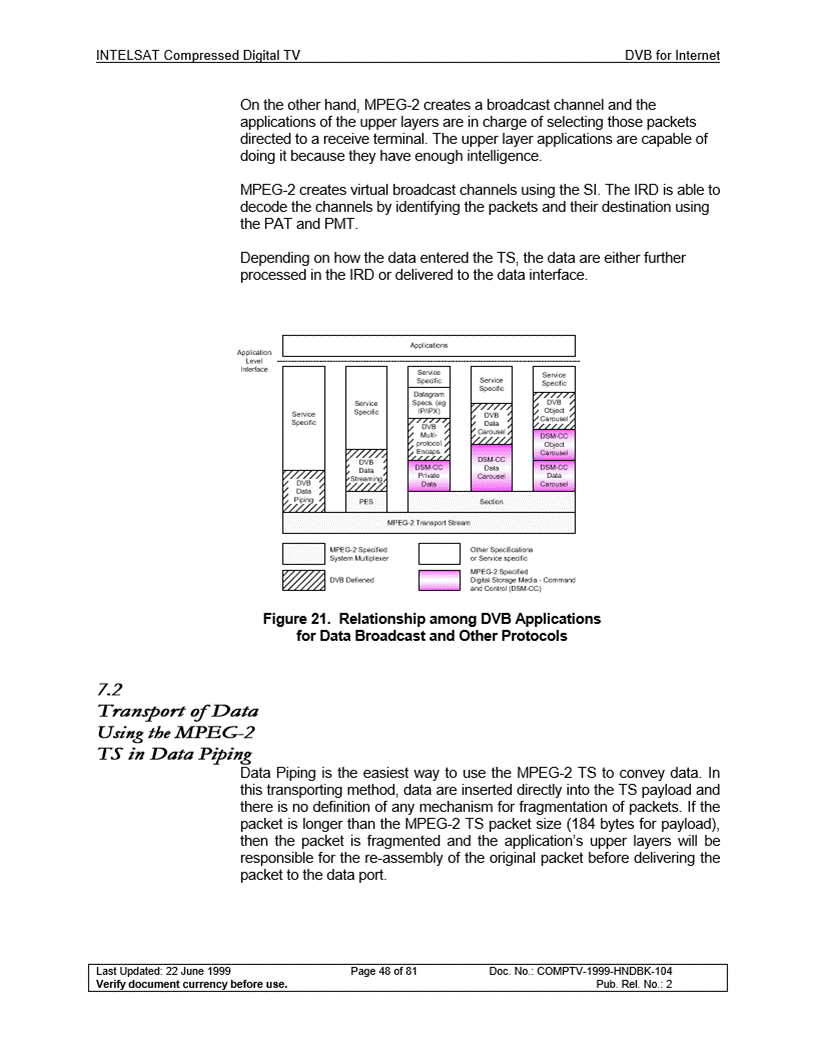 INTELSAT Compressed Digital TV DVB for Internet
On the other hand, MPEG-2 creates a broadcast channel and the
applications of the upper layers are in charge of selecting those packets
directed to a receive terminal. The upper layer applications are capable of
doing it because they have enough intelligence.
MPEG-2 creates virtual broadcast channels using the SI. The IRD is able to
decode the channels by identifying the packets and their destination using
the PAT and PMT.
Depending on how the data entered the TS, the data are either further
processed in the IRD or delivered to the data interface.
Application
Level
Interface
Applications
Service
Specific
DVB
Data
Piping
Service
Specific
DVB
Data
Streaming
PES
Service
Specific
Datagram
Specs. (eg
IP/IPX)
DVB
Multi-
protocol
Encaps.
DSM-CC
Private
Data
Service
Specific
DVB
Data
Carousel
DSM-CC
Data
Carousel
Service
Specific
DVB
Object
Carousel
DSM-CC
Object
Carousel
DSM-CC
Data
Carousel
Section
MPEG-2 Transport Stream
MPEG-2 Specified
System Multiplexer
Other Specifications
or Service specific
DVB Defiened
MPEG-2 Specified
Digital Storage Media - Command
and Control (DSM-CC)
Figure 21. Relationship among DVB Applications
for Data Broadcast and Other Protocols
7.2
Transport of Data
Using the MPEG-2
TS in Data Piping
Data Piping is the easiest way to use the MPEG-2 TS to convey data. In
this transporting method, data are inserted directly into the TS payload and
there is no definition of any mechanism for fragmentation of packets. If the
packet is longer than the MPEG-2 TS packet size (184 bytes for payload),
then the packet is fragmented and the application's upper layers will be
responsible for the re-assembly of the original packet before delivering the
packet to the data port.
Last Updated: 22 June 1999 Page 48 of 81 Doc. No.: COMPTV-1999-HNDBK-104
Verify document currency before use. Pub. Rel. No.: 2